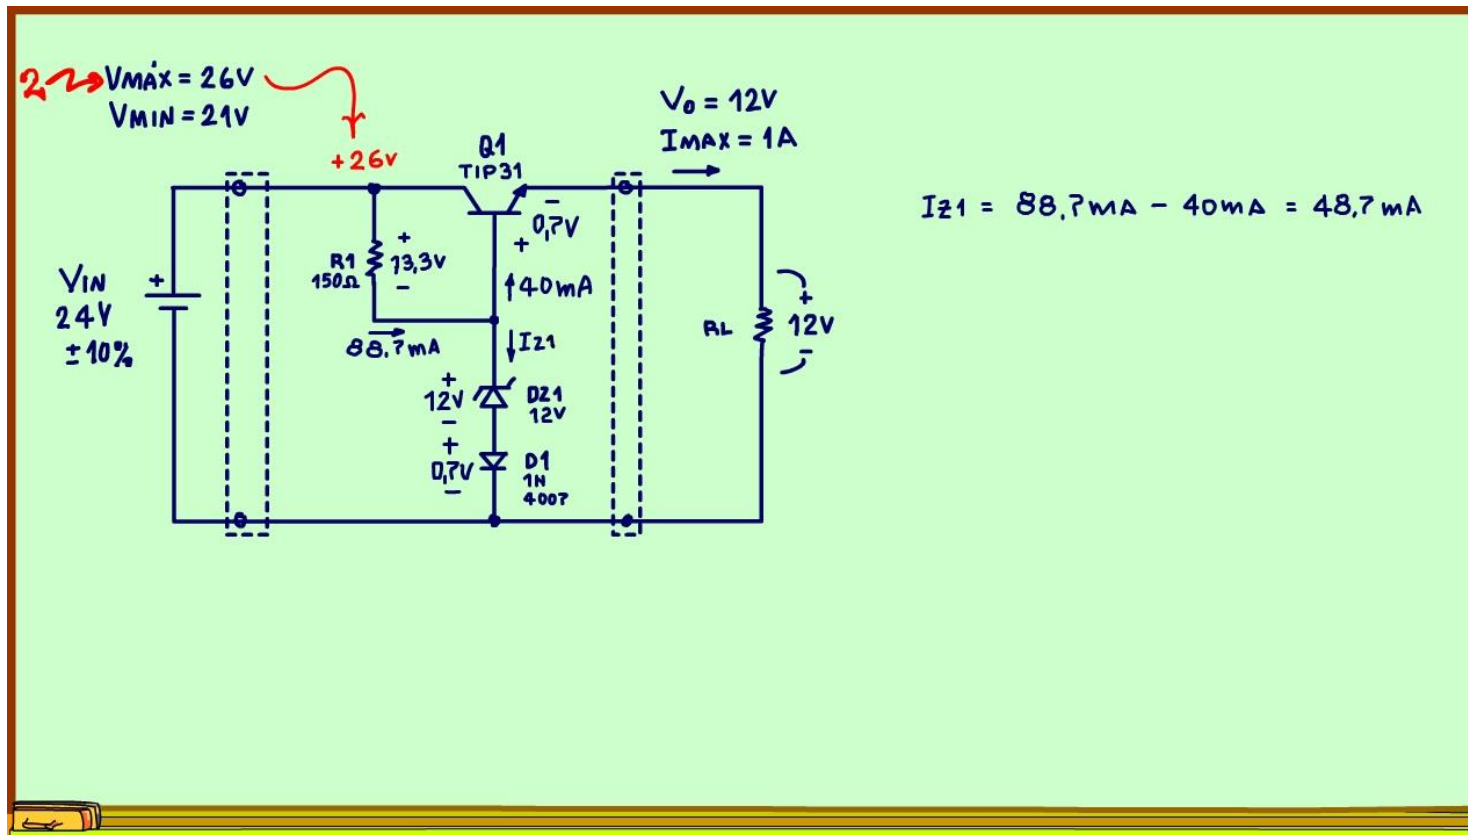 2 VMÁX = 26V
VMIN = 21V
+26V
Q1
TIP31
V0 = 12V
IMAX = 1A
IZ1 = 88,7mA - 40mA = 48,7mA
- 0,7V +
R1
150Ω
+ 13,3V -
40mA
VIN
24V
±10%
+
88,7mA
IZ1
RL
+ 12V -
+ 12V -
DZ1
12V
+ 0,7V -
D1
1N
4007